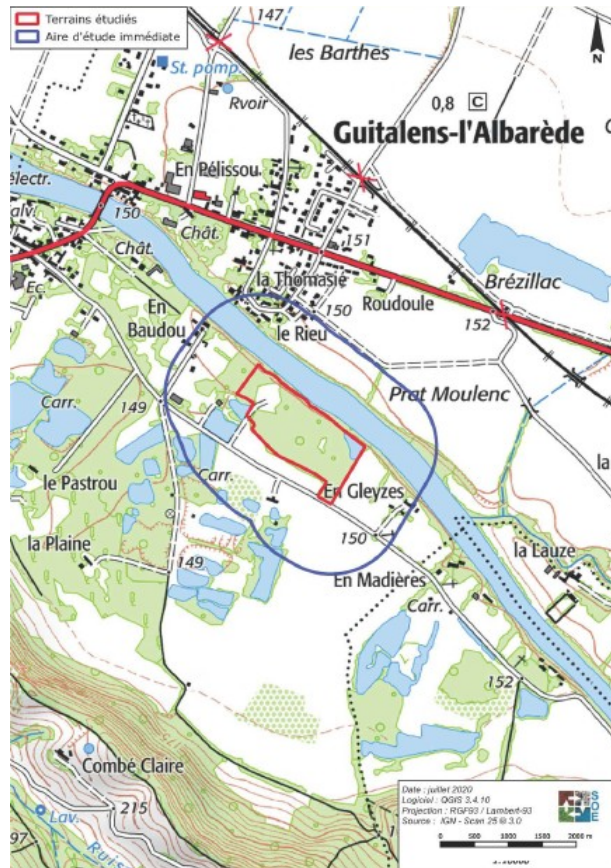 Terrains étudiés
Aire d'étude immédiate
147
les Barthes
N
St. pomp.
Rvoir
0,8 C
Guitalens-l'Albarède
En Pélissou
électr.
150
151
Chât.
Chât.
Brézillac
la Thomasie
Ec.
150
Roudoule
152
En
Baudou
le Rieu
Prat Moulenc
Carr.
149
Carr.
le Pastrou
En Gleyzes
la Plaine
150
la Lauze
149
En Madières
Carr.
152
Combé Claire
215
Lav.
Date : juillet 2020
Logiciel : QGIS 3.4.10
Projection : RGF93 / Lambert-93
Source : IGN - Scan 25 ® 3.0
SOE
0 500 1000 1500 2000 m